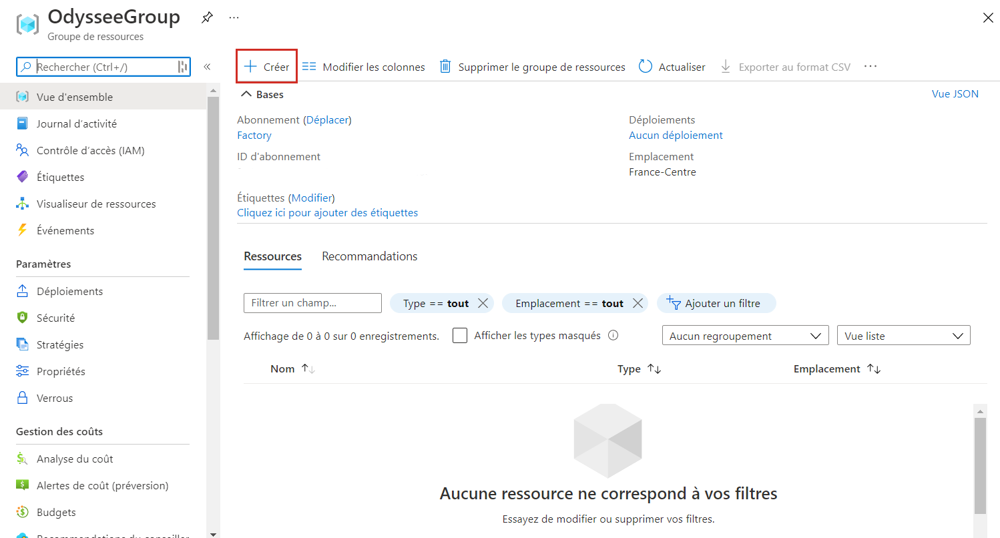 OdysseeGroup
Groupe de ressources
Rechercher (Ctrl+/)
«
Vue d'ensemble
Journal d’activité
Contrôle d’accès (IAM)
Étiquettes
Visualiseur de ressources
Événements
Paramètres
Déploiements
Sécurité
Stratégies
Propriétés
Verrous
Gestion des coûts
Analyse du coût
Alertes de coût (préversion)
Budgets
Recommandations du conseiller
Créer
Modifier les colonnes
Supprimer le groupe de ressources
Actualiser
Exporter au format CSV
Bases
Vue JSON
Abonnement (Déplacer)
Factory
ID d'abonnement
Étiquettes (Modifier)
Cliquez ici pour ajouter des étiquettes
Déploiements
Aucun déploiement
Emplacement
France-Centre
Ressources
Recommandations
Filtrer un champ...
Type == tout
Emplacement == tout
Ajouter un filtre
Affichage de 0 à 0 sur 0 enregistrements.
Afficher les types masqués
Aucun regroupement
Vue liste
Nom
Type
Emplacement
Aucune ressource ne correspond à vos filtres
Essayez de modifier ou supprimer vos filtres.